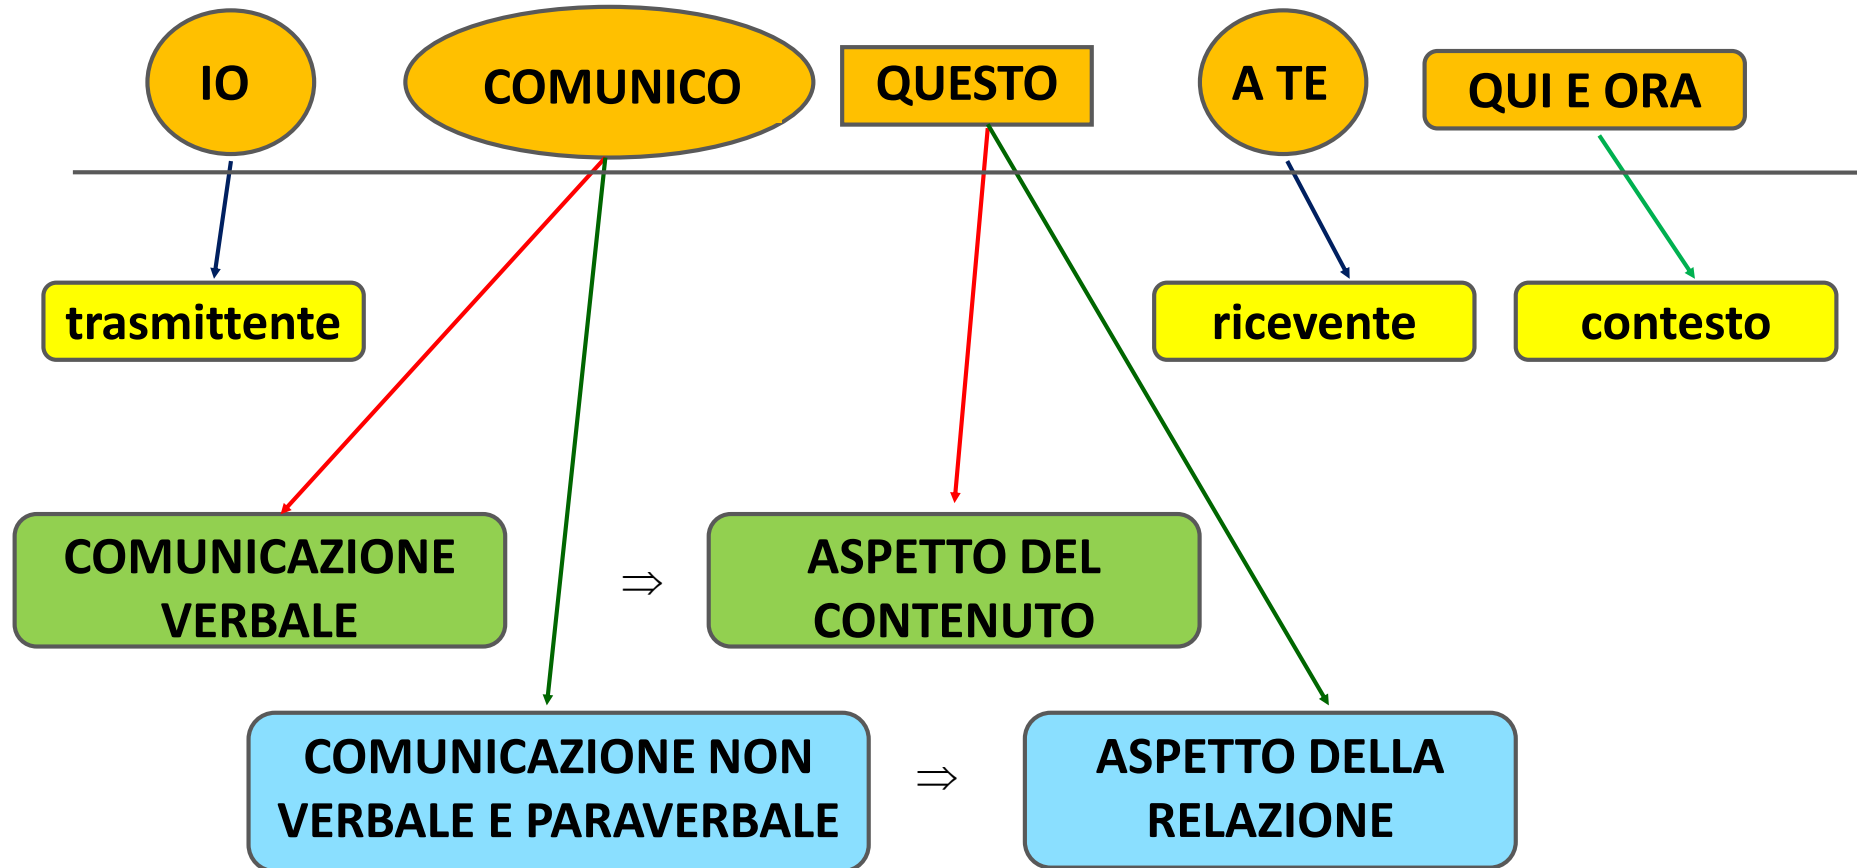 IO
COMUNICO
QUESTO
A TE
QUI E ORA
trasmittente
ricevente
contesto
COMUNICAZIONE
VERBALE
⇒
ASPETTO DEL
CONTENUTO
COMUNICAZIONE NON
VERBALE E PARAVERBALE
⇒
ASPETTO DELLA
RELAZIONE